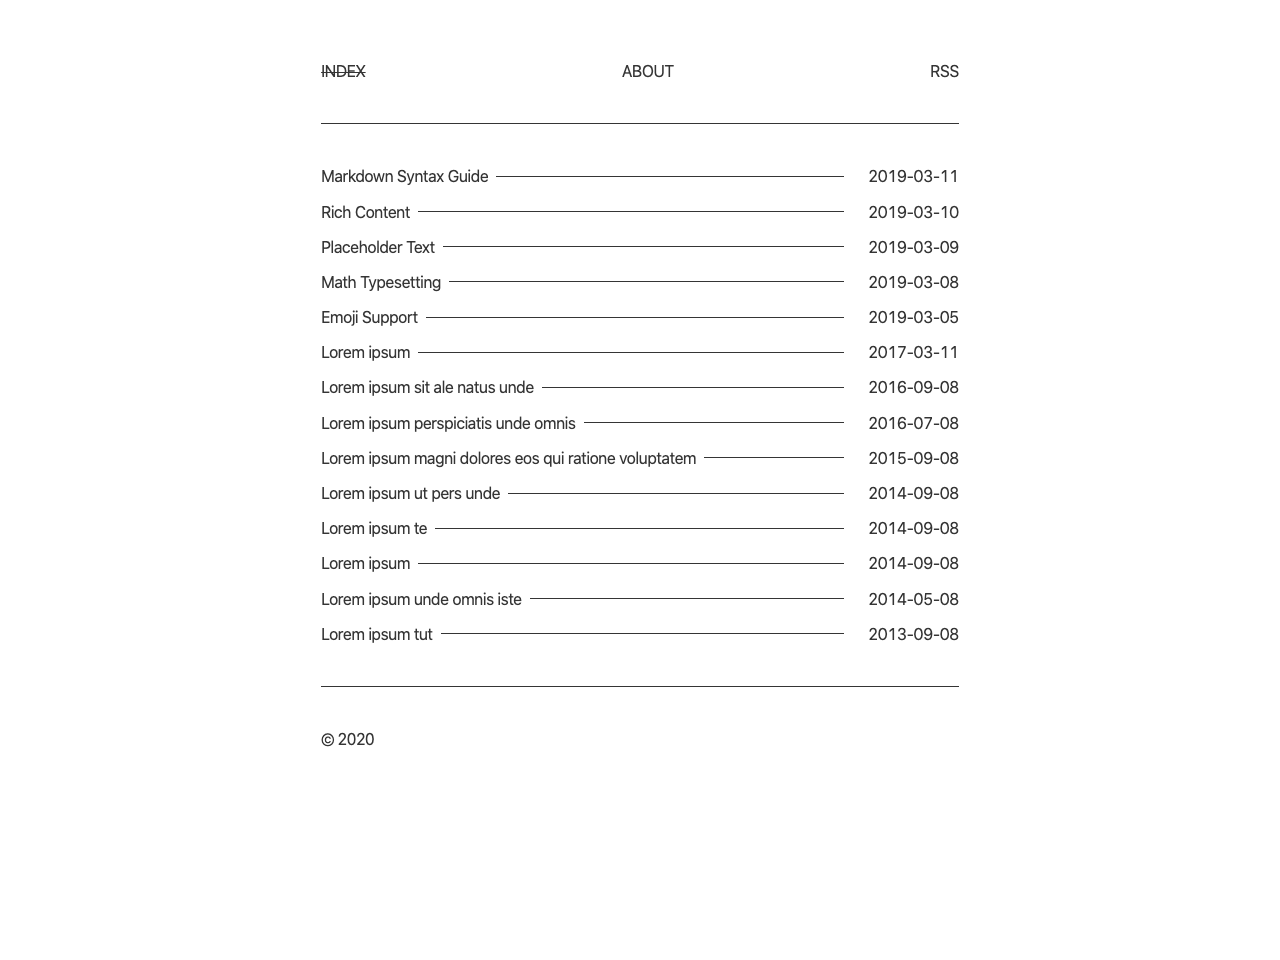 INDEX ABOUT RSS
Markdown Syntax Guide 2019-03-11
Rich Content 2019-03-10
Placeholder Text 2019-03-09
Math Typesetting 2019-03-08
Emoji Support 2019-03-05
Lorem ipsum 2017-03-11
Lorem ipsum sit ale natus unde 2016-09-08
Lorem ipsum perspiciatis unde omnis 2016-07-08
Lorem ipsum magni dolores eos qui ratione voluptatem 2015-09-08
Lorem ipsum ut pers unde 2014-09-08
Lorem ipsum te 2014-09-08
Lorem ipsum 2014-09-08
Lorem ipsum unde omnis iste 2014-05-08
Lorem ipsum tut 2013-09-08
© 2020